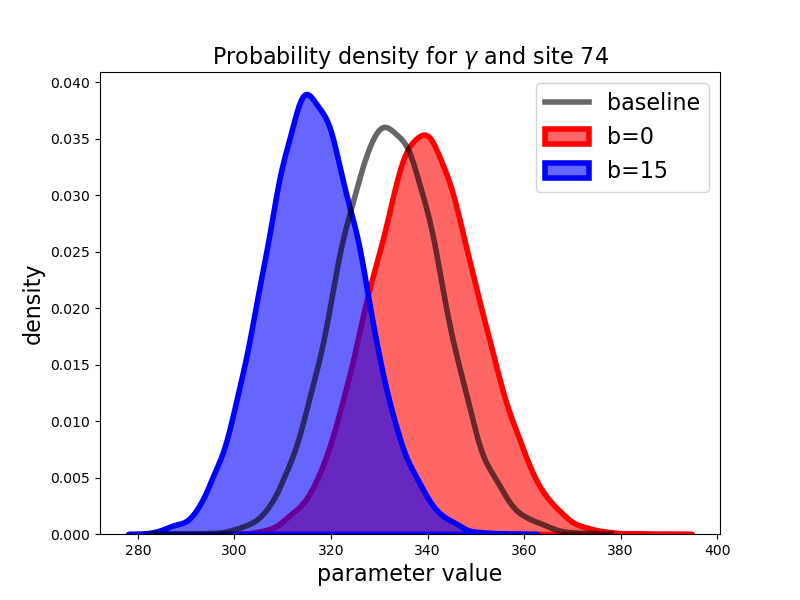 Probability density for γ and site 74
baseline
b=0
b=15
density
0.040
0.035
0.030
0.025
0.020
0.015
0.010
0.005
0.000
280 300 320 340 360 380 400
parameter value